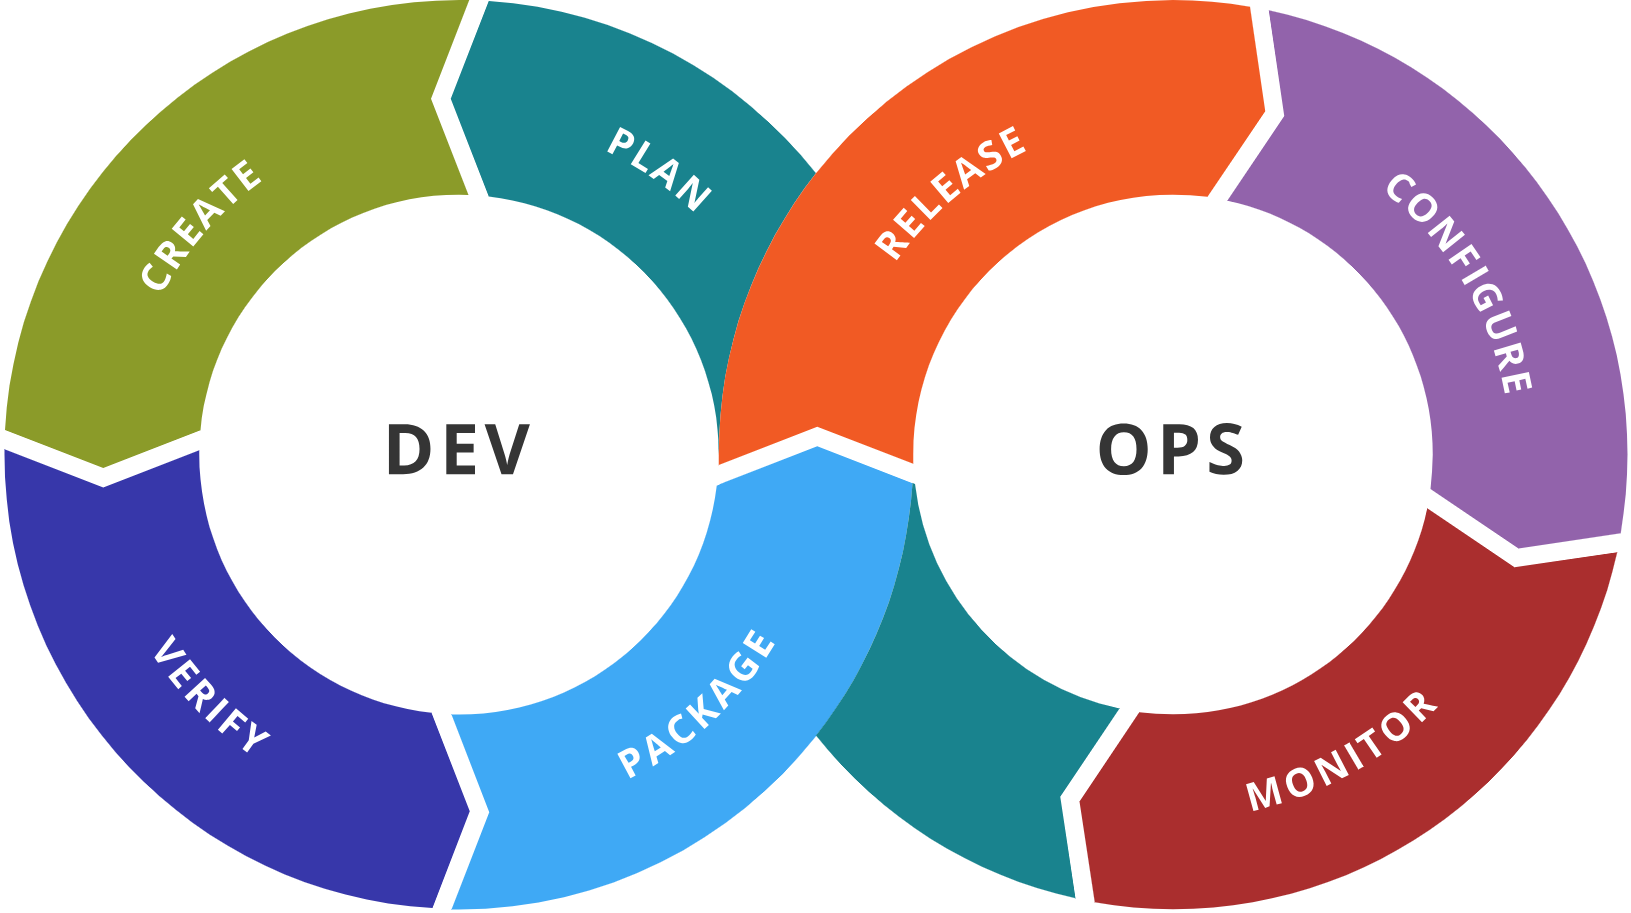 PLAN
CREATE
VERIFY
PACKAGE
RELEASE
CONFIGURE
MONITOR
DEV
OPS